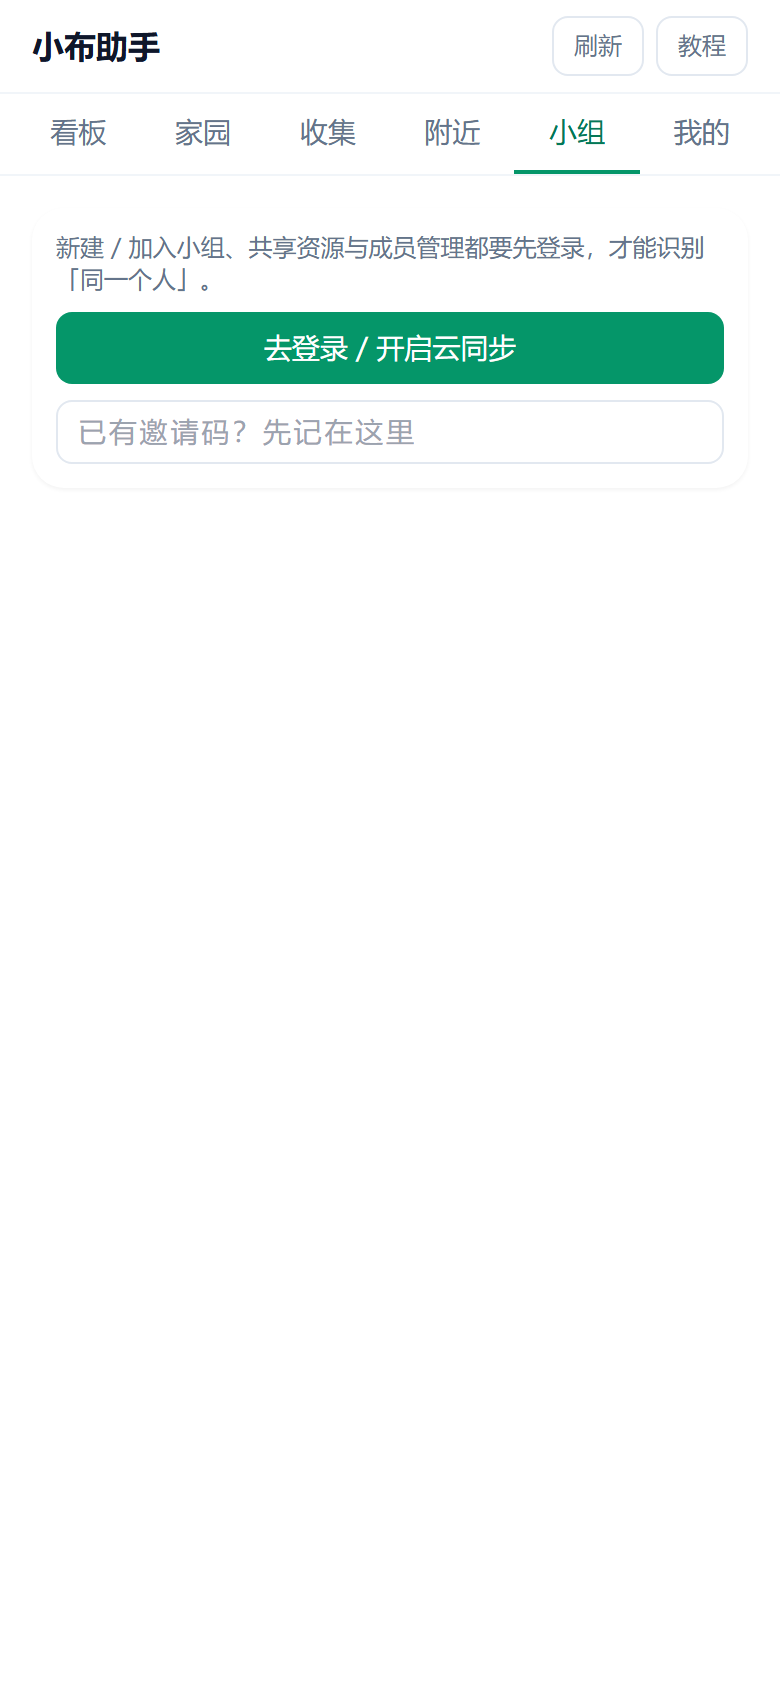 小布助手
刷新
教程
看板
家园
收集
附近
小组
我的
新建 / 加入小组、共享资源与成员管理都要先登录，才能识别
「同一个人」。
去登录 / 开启云同步
已有邀请码？先记在这里